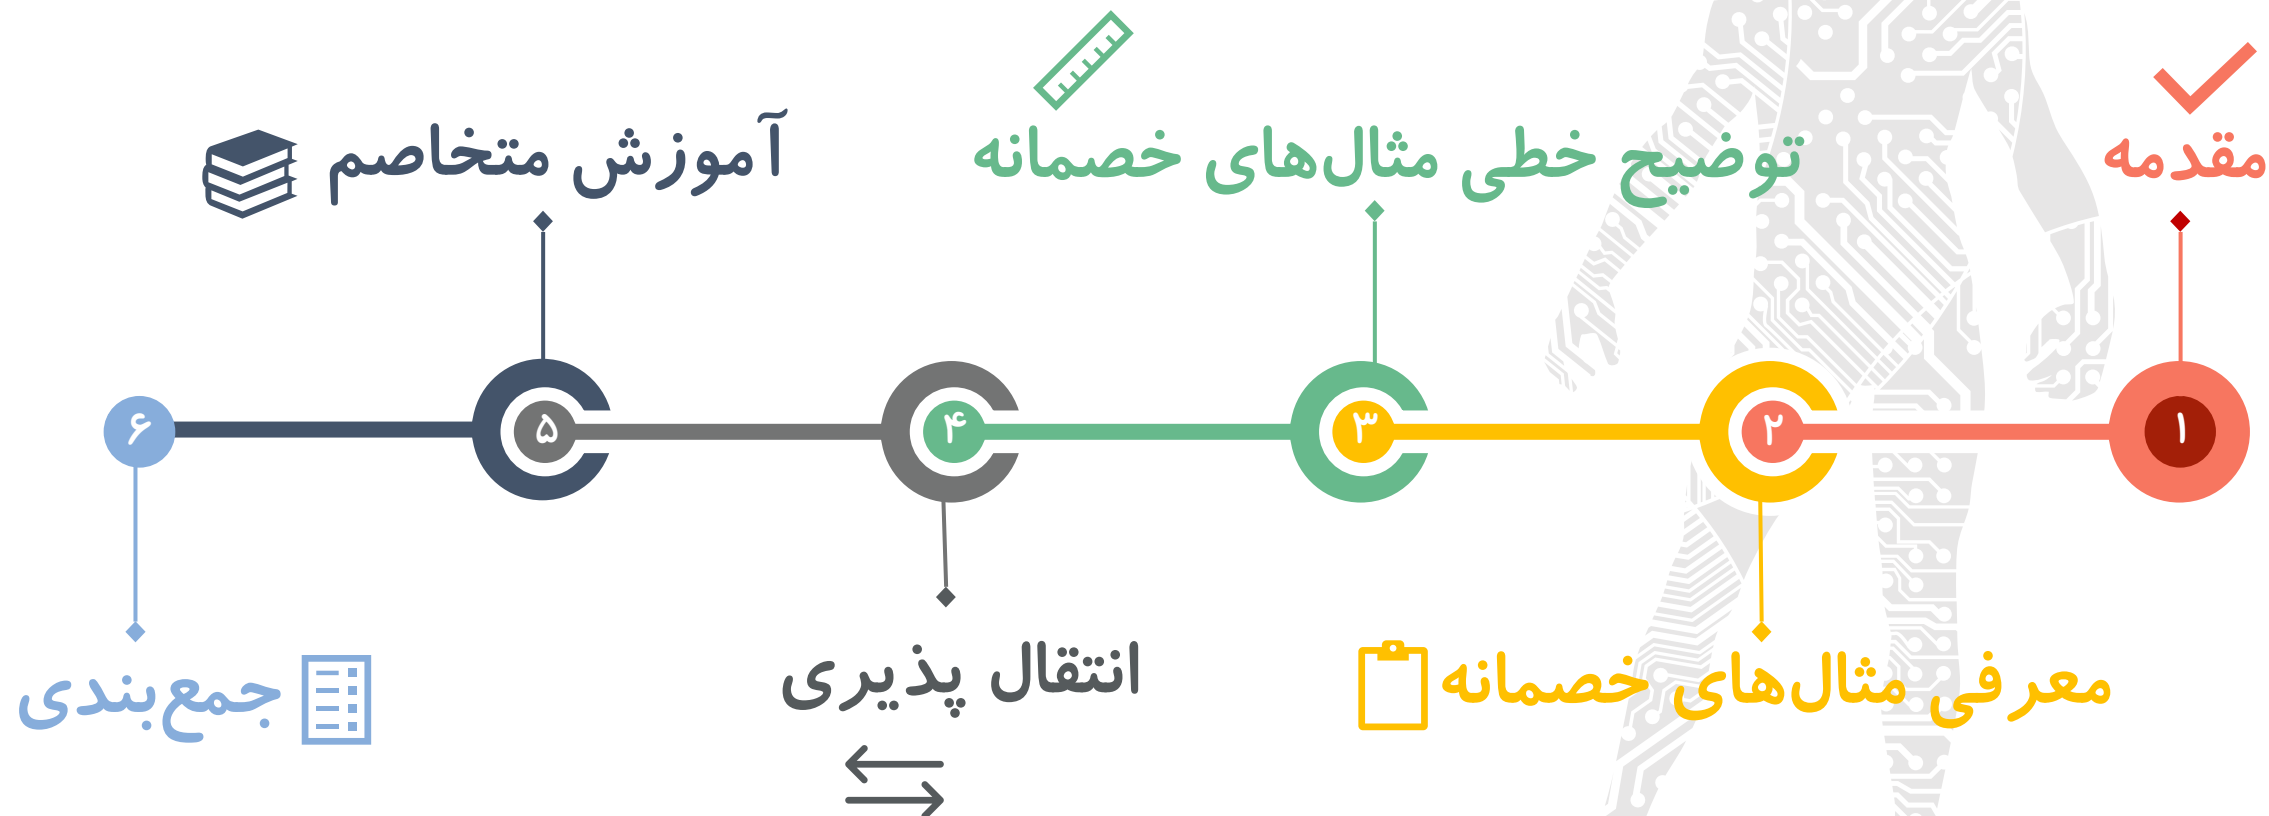 مقدمه
۱
معرفی مثال‌های خصمانه
۲
توضیح خطی مثال‌های خصمانه
۳
انتقال پذیری
۴
آموزش متخاصم
۵
جمع‌بندی
۶